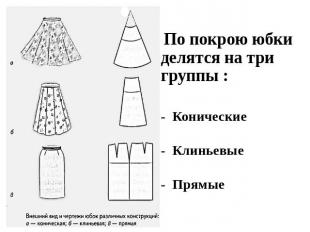 По покрою юбки
делятся на три
группы :
- Конические
- Клиньевые
- Прямые
а
б
в
Внешний вид и чертежи юбок различных конструкций:
а — коническая; б — клиньевая; в — прямая